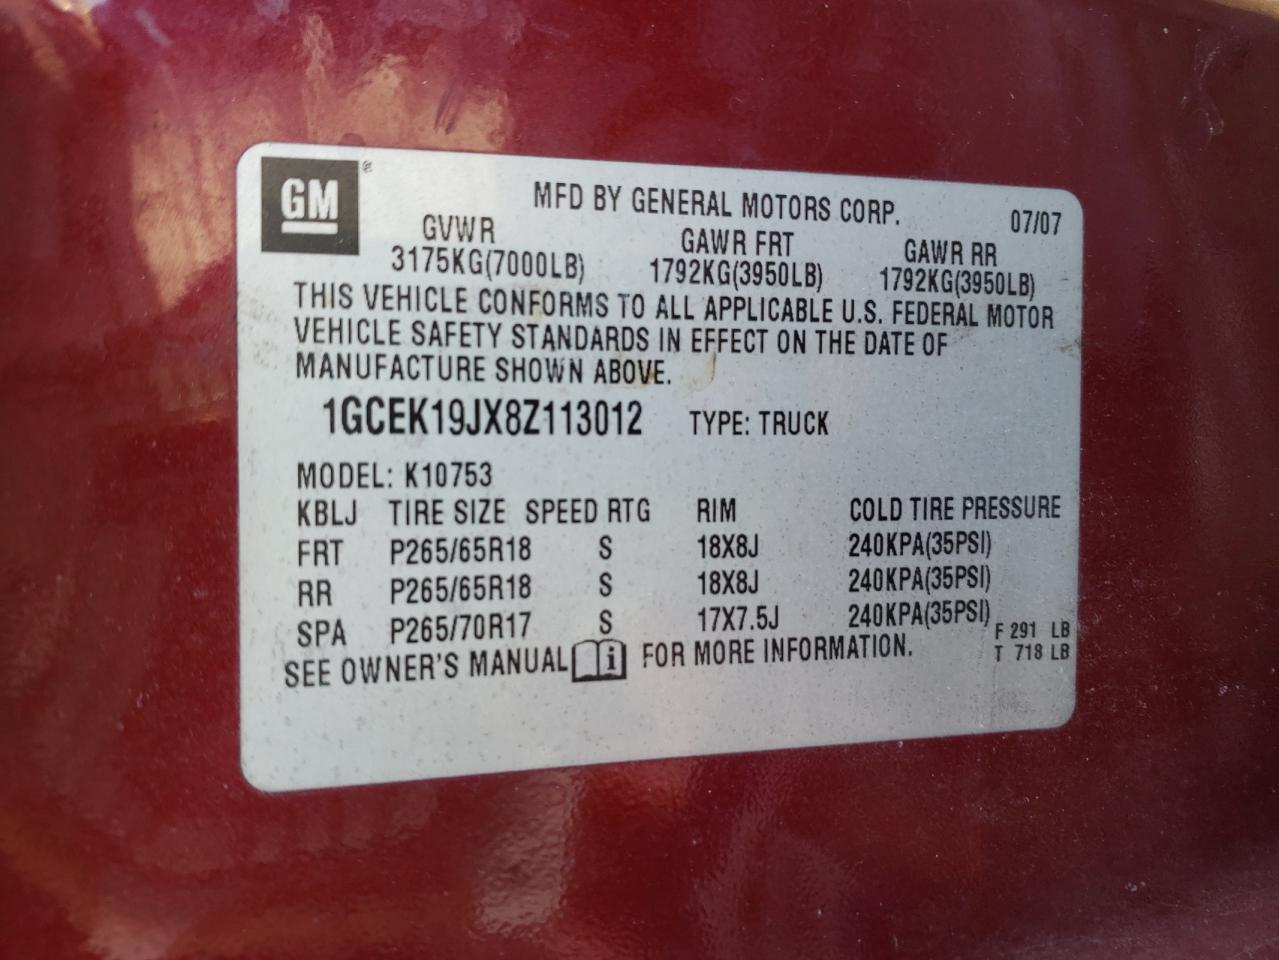 GM ®
MFD BY GENERAL MOTORS CORP. 07/07
GVWR GAWR FRT GAWR RR
3175KG(7000LB) 1792KG(3950LB) 1792KG(3950LB)
THIS VEHICLE CONFORMS TO ALL APPLICABLE U.S. FEDERAL MOTOR
VEHICLE SAFETY STANDARDS IN EFFECT ON THE DATE OF
MANUFACTURE SHOWN ABOVE.
1GCEK19JX8Z113012 TYPE: TRUCK
MODEL: K10753
KBLJ TIRE SIZE SPEED RTG RIM COLD TIRE PRESSURE
FRT P265/65R18 S 18X8J 240KPA(35PSI)
RR P265/65R18 S 18X8J 240KPA(35PSI)
SPA P265/70R17 S 17X7.5J 240KPA(35PSI)
F 291 LB
SEE OWNER'S MANUAL i FOR MORE INFORMATION. T 718 LB